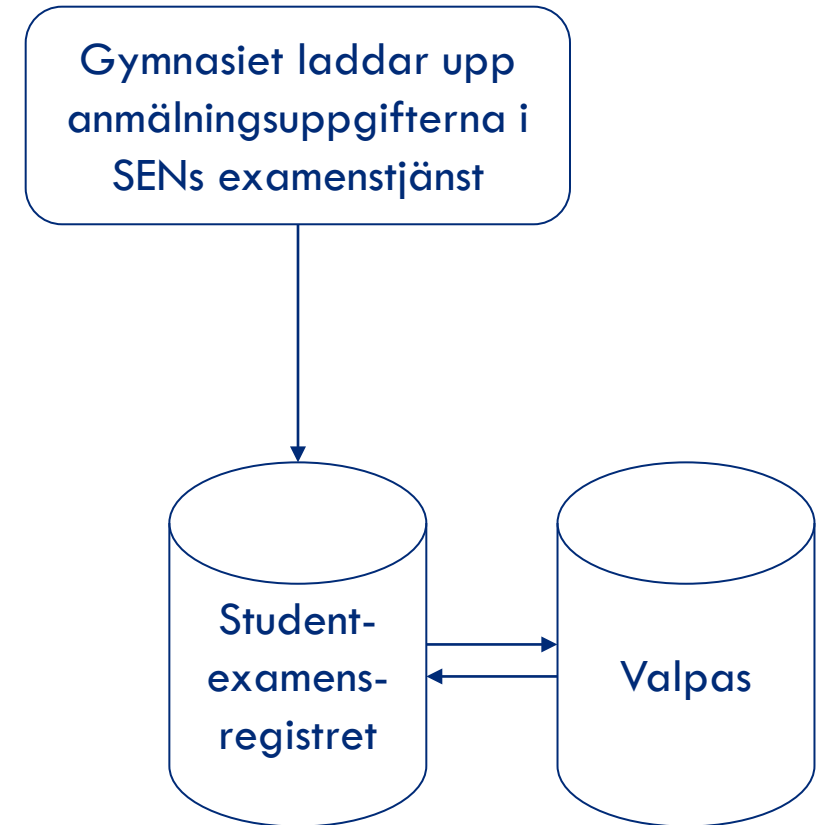 Gymnasiet laddar upp
anmälningsuppgifterna i
SENs examenstjänst
Student-
examens-
registret
Valpas